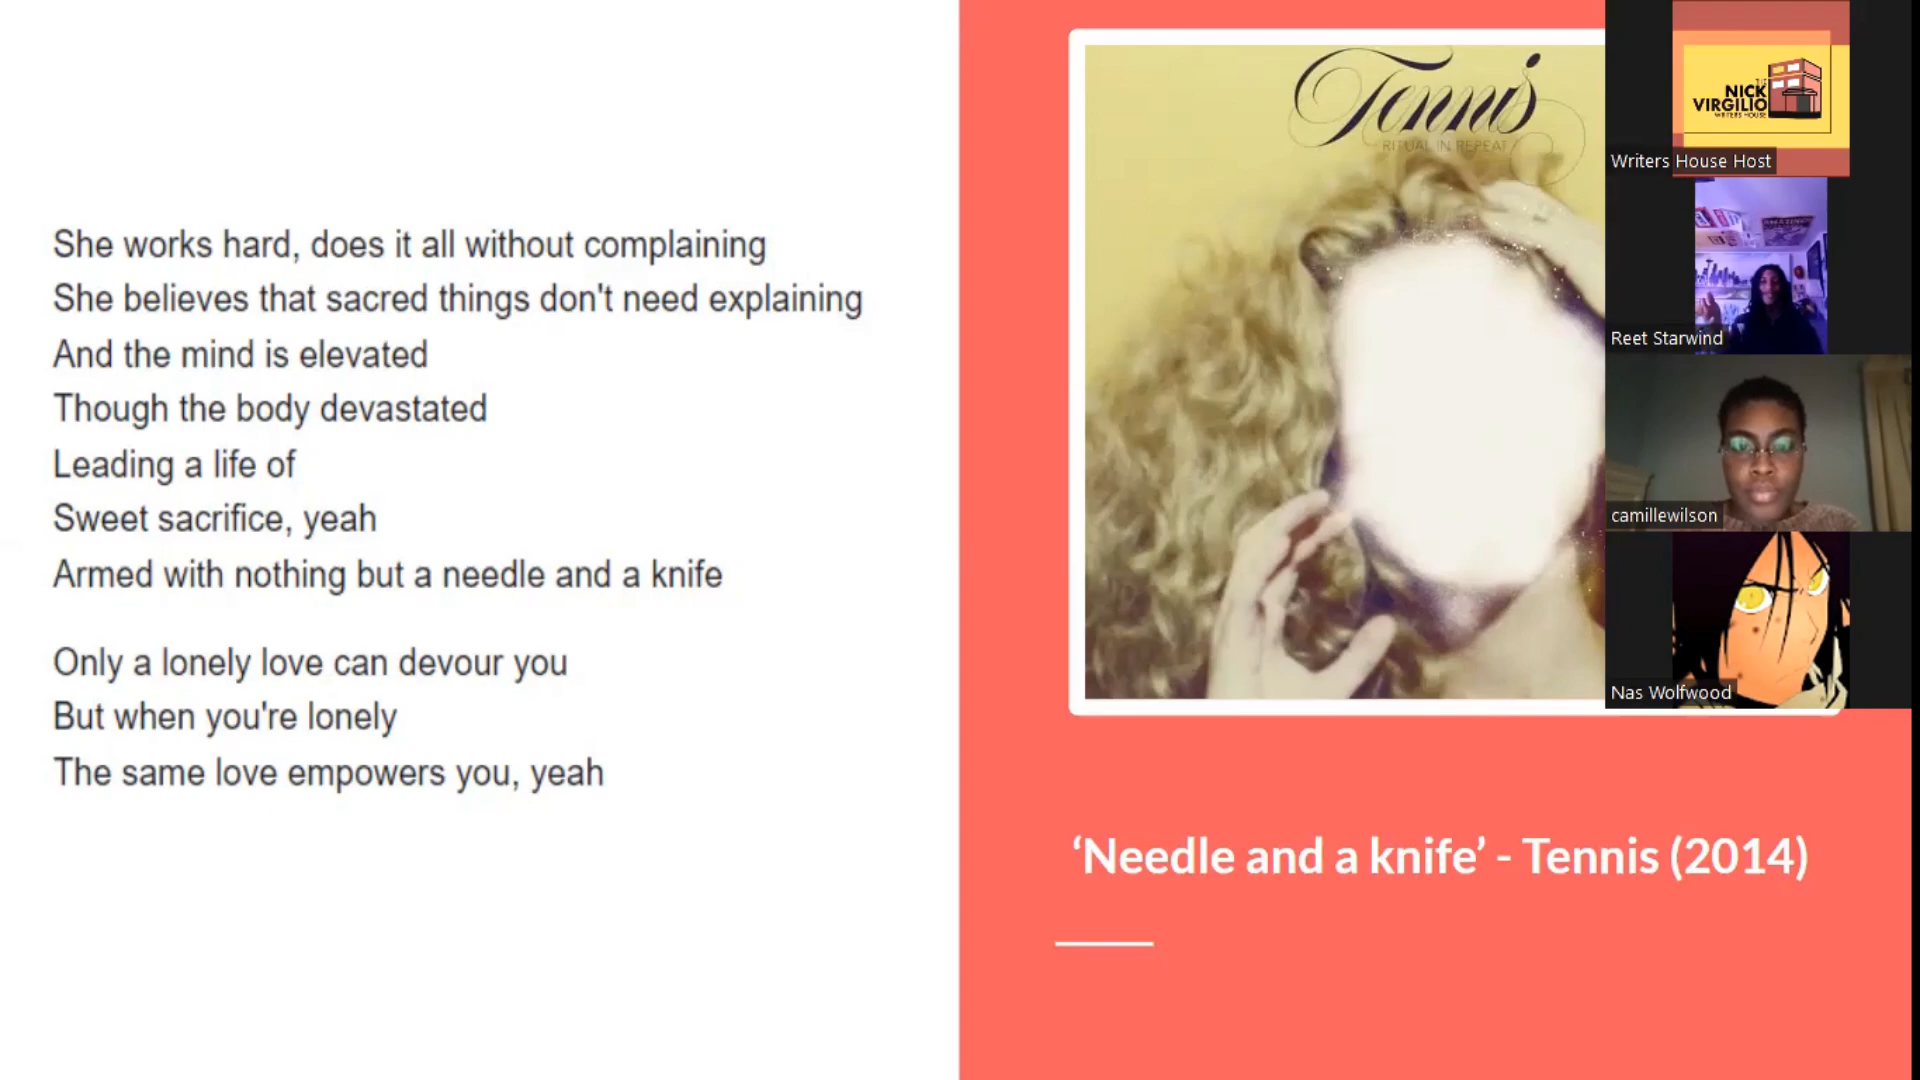 She works hard, does it all without complaining
She believes that sacred things don't need explaining
And the mind is elevated
Though the body devastated
Leading a life of
Sweet sacrifice, yeah
Armed with nothing but a needle and a knife
Only a lonely love can devour you
But when you're lonely
The same love empowers you, yeah
Tennis
RITUAL IN REPEAT
‘Needle and a knife’ - Tennis (2014)
THE
NICK
VIRGILIO
WRITERS HOUSE
Writers House Host
Reet Starwind
camillewilson
Nas Wolfwood